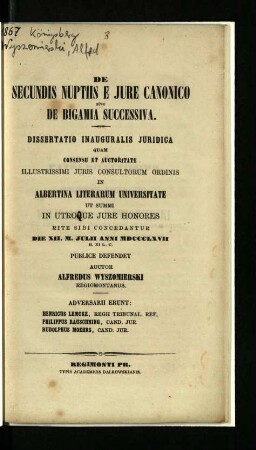 1867 Königsberg
3
Wyszomierski, Alfred
DE
SECUNDIS NUPTIIS E JURE CANONICO
SIVE
DE BIGAMIA SUCCESSIVA.
DISSERTATIO INAUGURALIS JURIDICA
QUAM
CONSENSU ET AUCTORITATE
ILLUSTRISSIMI JURIS CONSULTORUM ORDINIS
IN
ALBERTINA LITERARUM UNIVERSITATE
UT SUMMI
IN UTROQUE JURE HONORES
RITE SIBI CONCEDANTUR
DIE XII. M. JULII ANNI MDCCCLXVII
H. XI L. C.
PUBLICE DEFENDET
AUCTOR
ALFREDUS WYSZOMIERSKI
REGIOMONTANUS.
ADVERSARII ERUNT:
HENRICUS LEMCKE, REGII TRIBUNAL. REF.
PHILIPPUS RAUSCHNING, CAND. JUR.
RUDOLPHUS MOEHRS, CAND. JUR.
REGIMONTI PR.
TYPIS ACADEMICIS DALKOWSKIANIS.